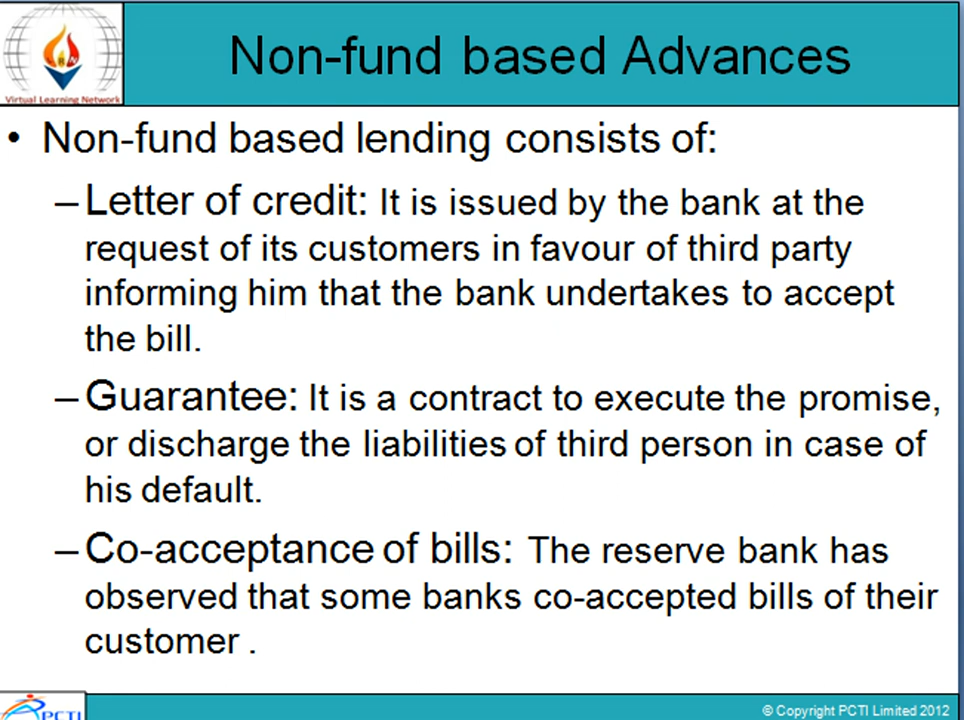 Non-fund based Advances
Virtual Learning Network
• Non-fund based lending consists of:
– Letter of credit: It is issued by the bank at the
request of its customers in favour of third party
informing him that the bank undertakes to accept
the bill.
– Guarantee: It is a contract to execute the promise,
or discharge the liabilities of third person in case of
his default.
– Co-acceptance of bills: The reserve bank has
observed that some banks co-accepted bills of their
customer .
PCTI
© Copyright PCTI Limited 2012